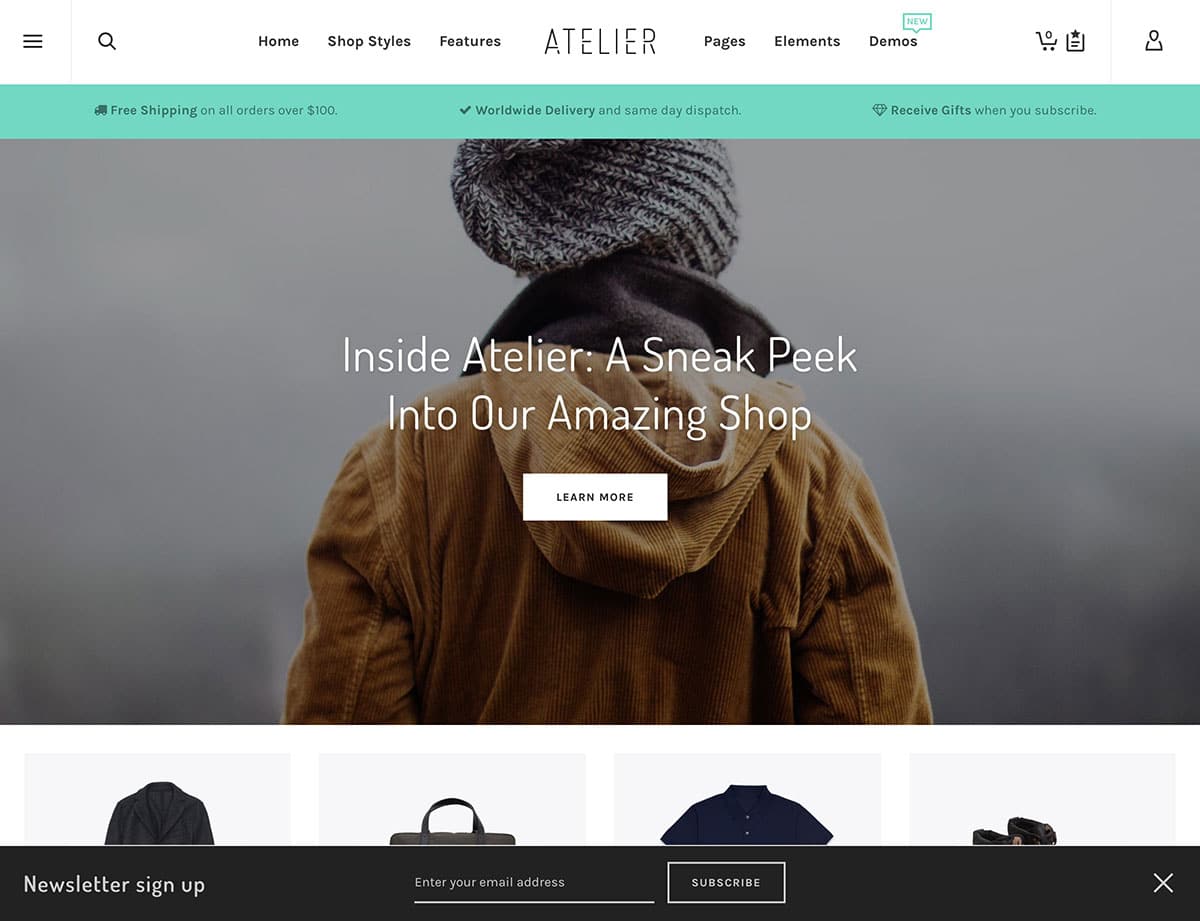 Home Shop Styles Features ATELIER Pages Elements Demos NEW 0
Free Shipping on all orders over $100. Worldwide Delivery and same day dispatch. Receive Gifts when you subscribe.
Inside Atelier: A Sneak Peek
Into Our Amazing Shop
LEARN MORE
Newsletter sign up Enter your email address SUBSCRIBE